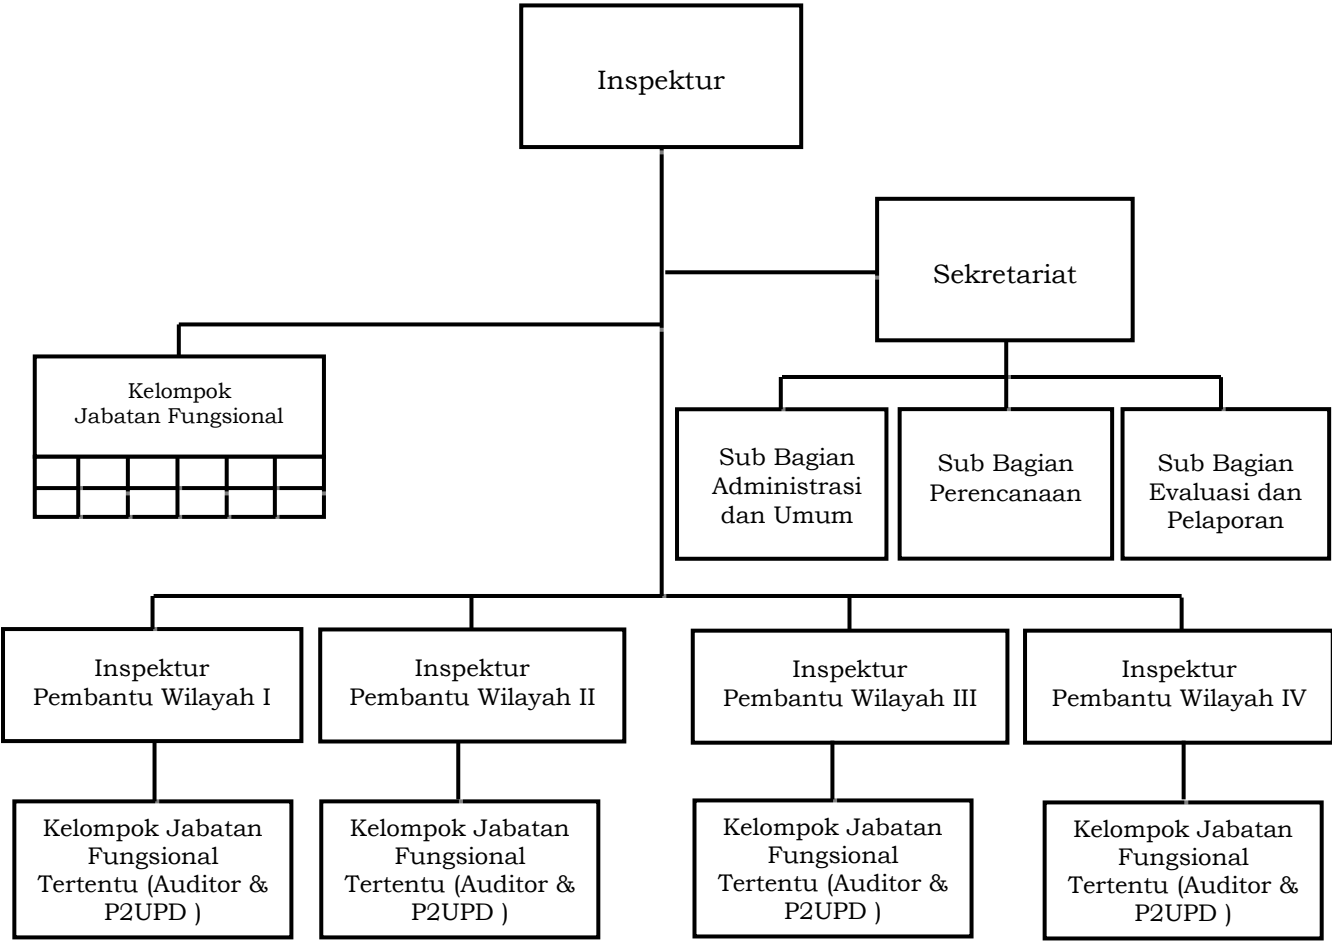 Inspektur
Sekretariat
Kelompok
Jabatan Fungsional
Sub Bagian
Administrasi
dan Umum
Sub Bagian
Perencanaan
Sub Bagian
Evaluasi dan
Pelaporan
Inspektur
Pembantu Wilayah I
Inspektur
Pembantu Wilayah II
Inspektur
Pembantu Wilayah III
Inspektur
Pembantu Wilayah IV
Kelompok Jabatan
Fungsional
Tertentu (Auditor &
P2UPD )
Kelompok Jabatan
Fungsional
Tertentu (Auditor &
P2UPD )
Kelompok Jabatan
Fungsional
Tertentu (Auditor &
P2UPD )
Kelompok Jabatan
Fungsional
Tertentu (Auditor &
P2UPD )